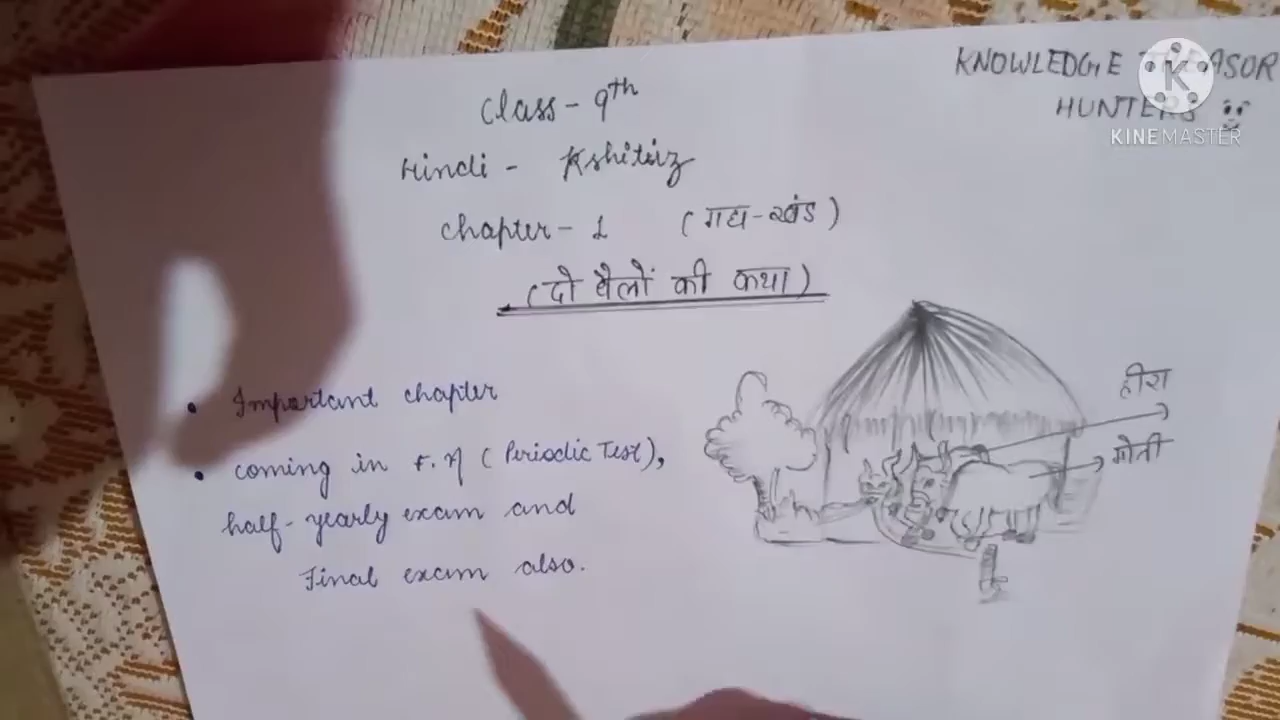 KNOWLEDGE
HUNTERS
KINEMASTER
Class - 9th
Hindi - Kshitiz
Chapter - 1 (गद्य-खंड)
(दो बैलों की कथा)
• Important chapter
• coming in (Periodic Test),
half-yearly exam and
Final exam also.
हीरा
मोती